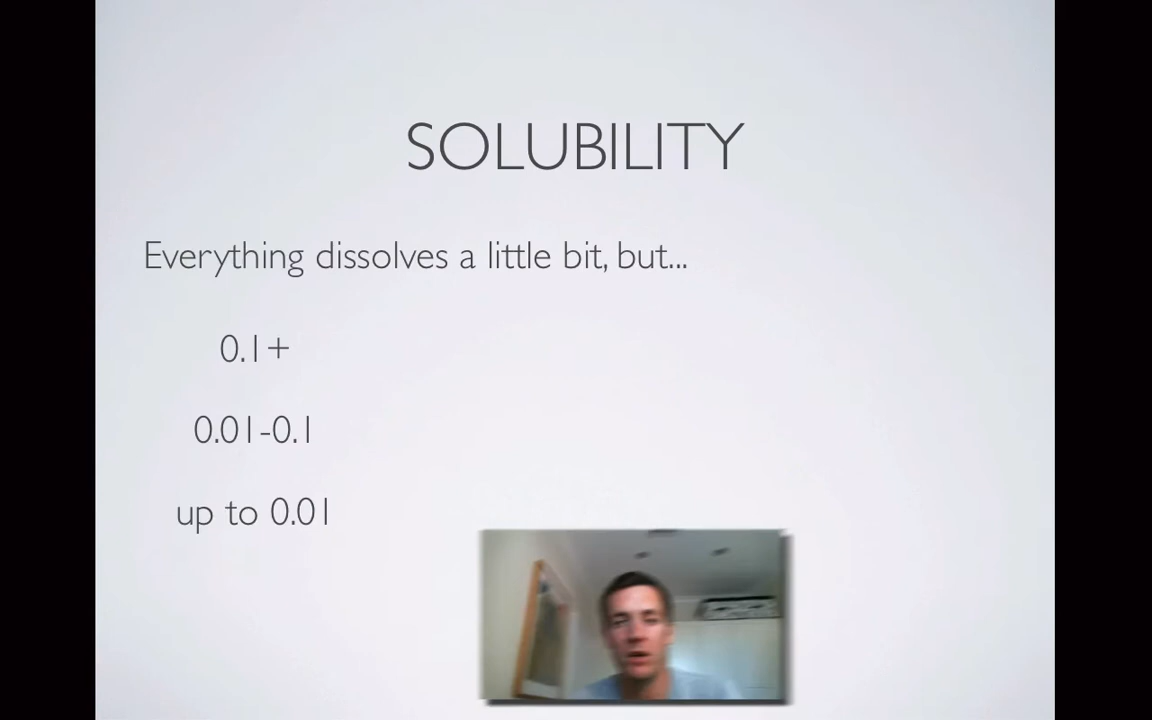 SOLUBILITY
Everything dissolves a little bit, but...
0.1+
0.01-0.1
up to 0.01